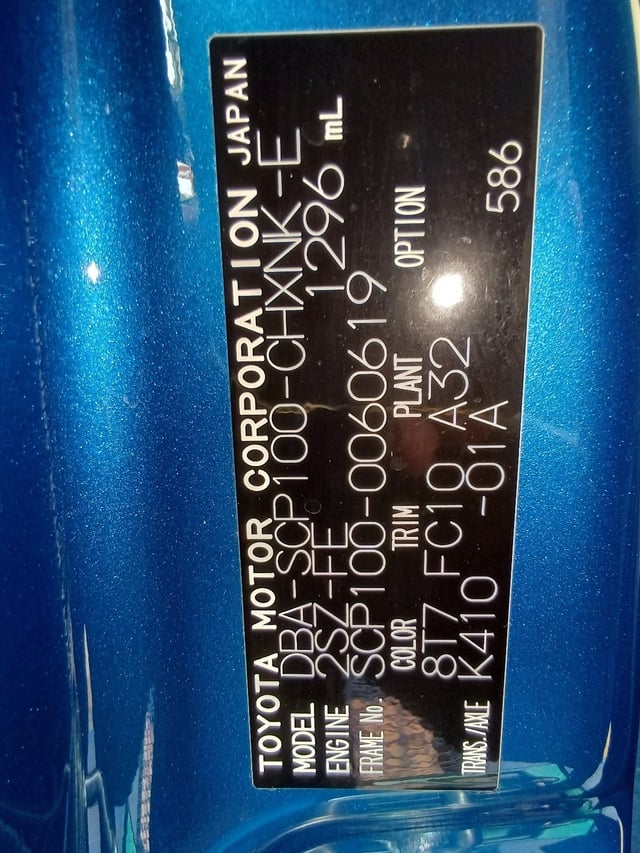 TOYOTA MOTOR CORPORATION JAPAN
MODEL DBA-SCP100-CHXNK-E
ENGINE 2SZ-FE 1296 mL
FRAME No. SCP100-0060619
COLOR TRIM PLANT OPTION
8T7 FC10 A32
TRANS./AXLE K410 -01A 586